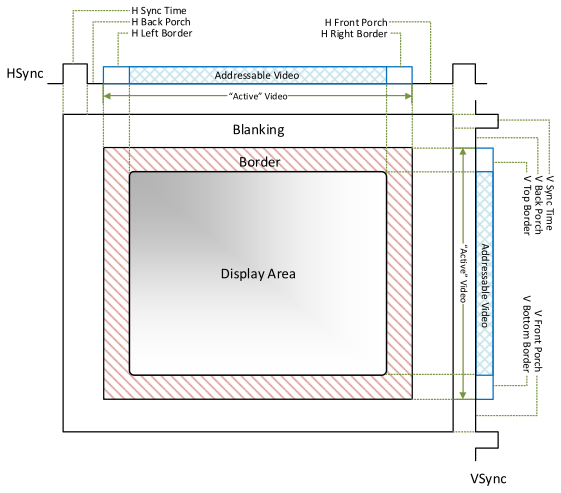 H Sync Time
H Back Porch
H Left Border
H Front Porch
H Right Border
HSync
Addressable Video
“Active” Video
Blanking
Border
Display Area
V Sync Time
V Back Porch
V Top Border
“Active” Video
Addressable Video
V Front Porch
V Bottom Border
VSync